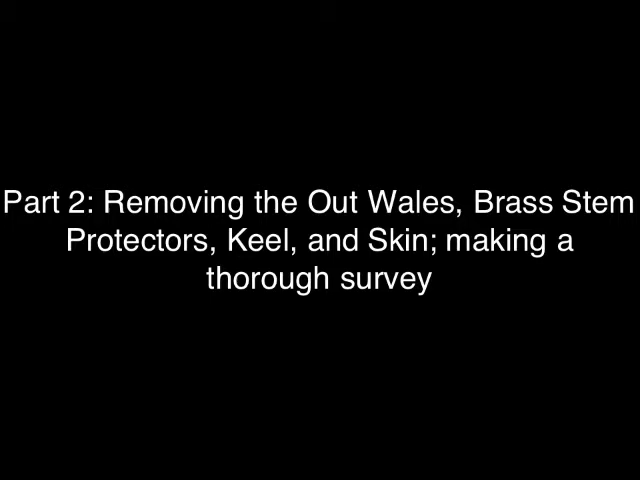 Part 2: Removing the Out Wales, Brass Stem
Protectors, Keel, and Skin; making a
thorough survey